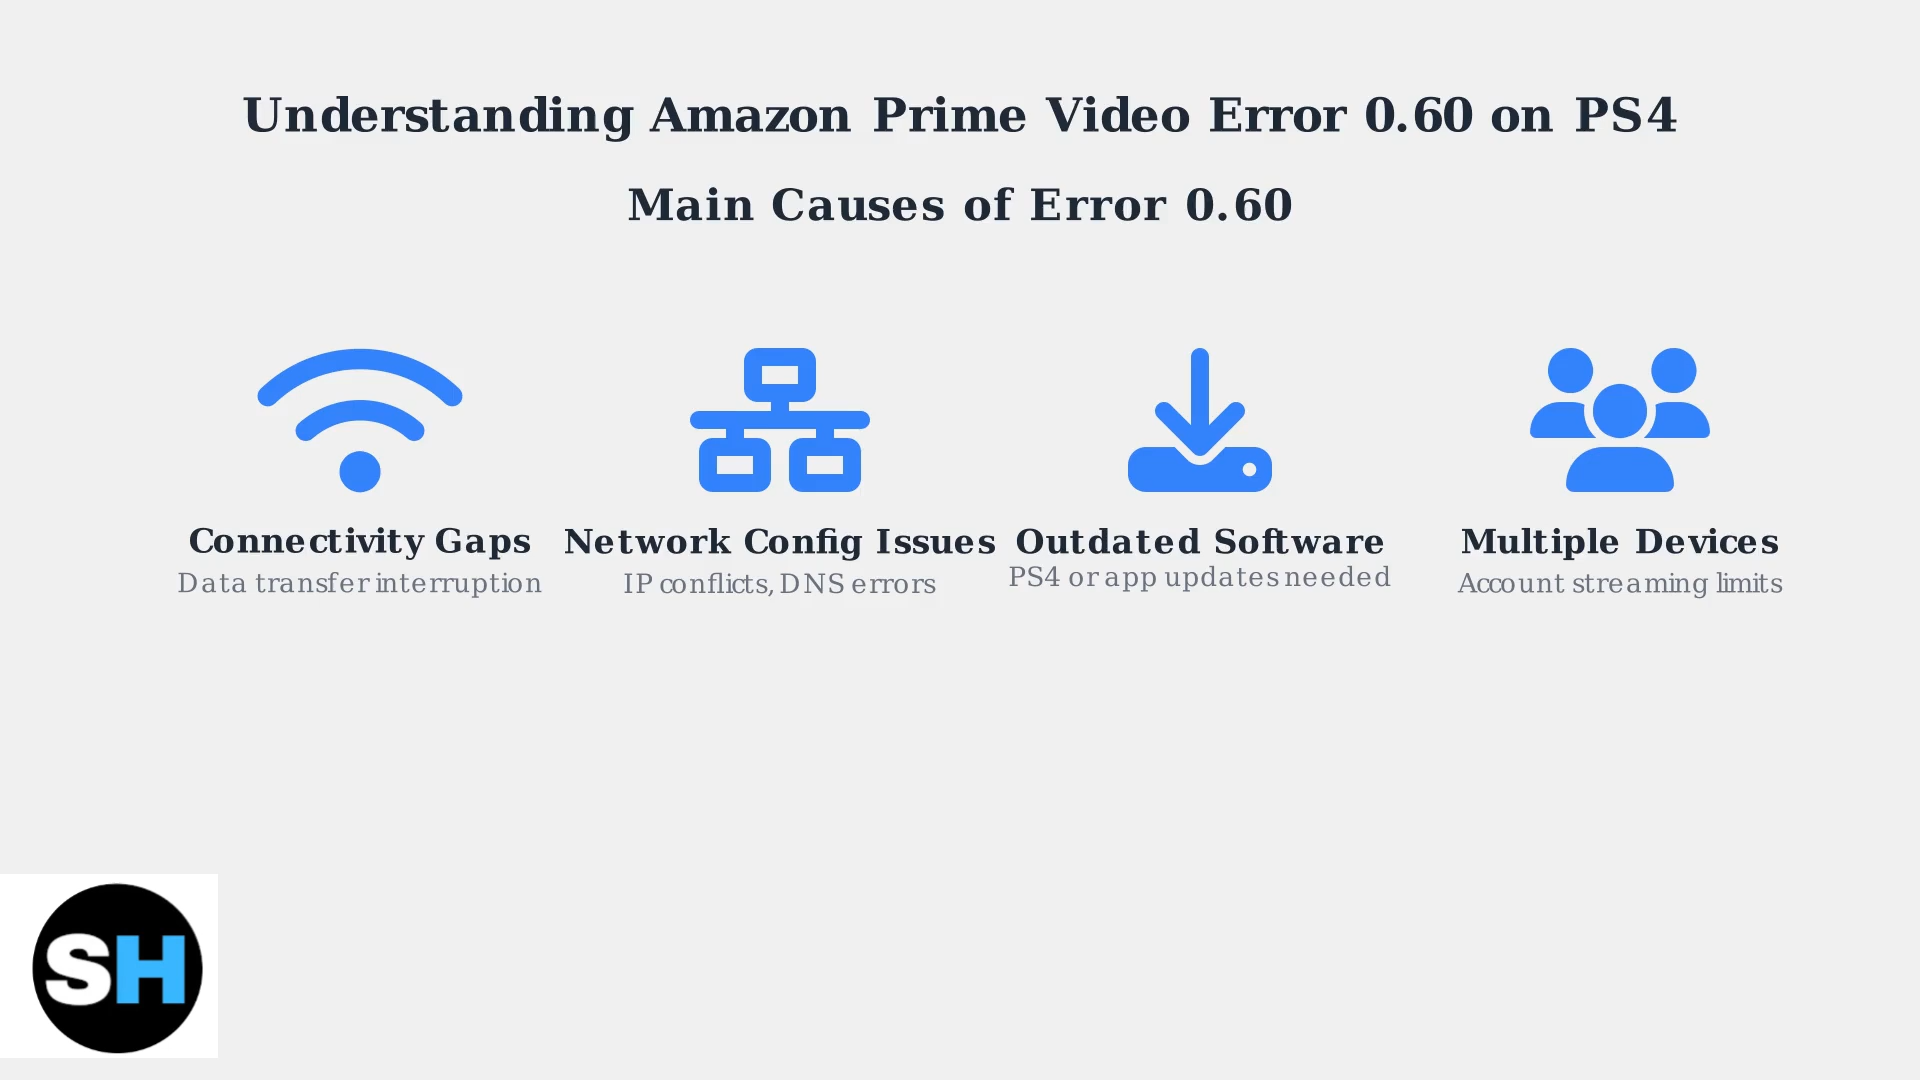 Understanding Amazon Prime Video Error 0.60 on PS4
Main Causes of Error 0.60
Connectivity Gaps
Data transfer interruption
Network Config Issues
IP conflicts, DNS errors
Outdated Software
PS4 or app updates needed
Multiple Devices
Account streaming limits
SH